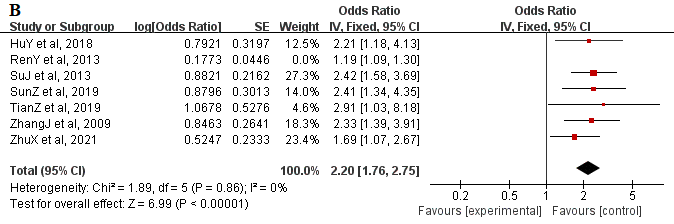 B
Odds Ratio Odds Ratio
Study or Subgroup log[Odds Ratio] SE Weight IV, Fixed, 95% CI IV, Fixed, 95% CI
HuY et al, 2018 0.7921 0.3197 12.5% 2.21 [1.18, 4.13]
RenY et al, 2013 0.1773 0.0446 0.0% 1.19 [1.09, 1.30]
SuJ et al, 2013 0.8821 0.2162 27.3% 2.42 [1.58, 3.69]
SunZ et al, 2019 0.8796 0.3013 14.0% 2.41 [1.34, 4.35]
TianZ et al, 2019 1.0678 0.5276 4.6% 2.91 [1.03, 8.18]
ZhangJ et al, 2009 0.8463 0.2641 18.3% 2.33 [1.39, 3.91]
ZhuX et al, 2021 0.5247 0.2333 23.4% 1.69 [1.07, 2.67]
Total (95% CI) 100.0% 2.20 [1.76, 2.75]
Heterogeneity: Chi² = 1.89, df = 5 (P = 0.86); I² = 0%
Test for overall effect: Z = 6.99 (P < 0.00001)
0.2 0.5 1 2 5
Favours [experimental] Favours [control]